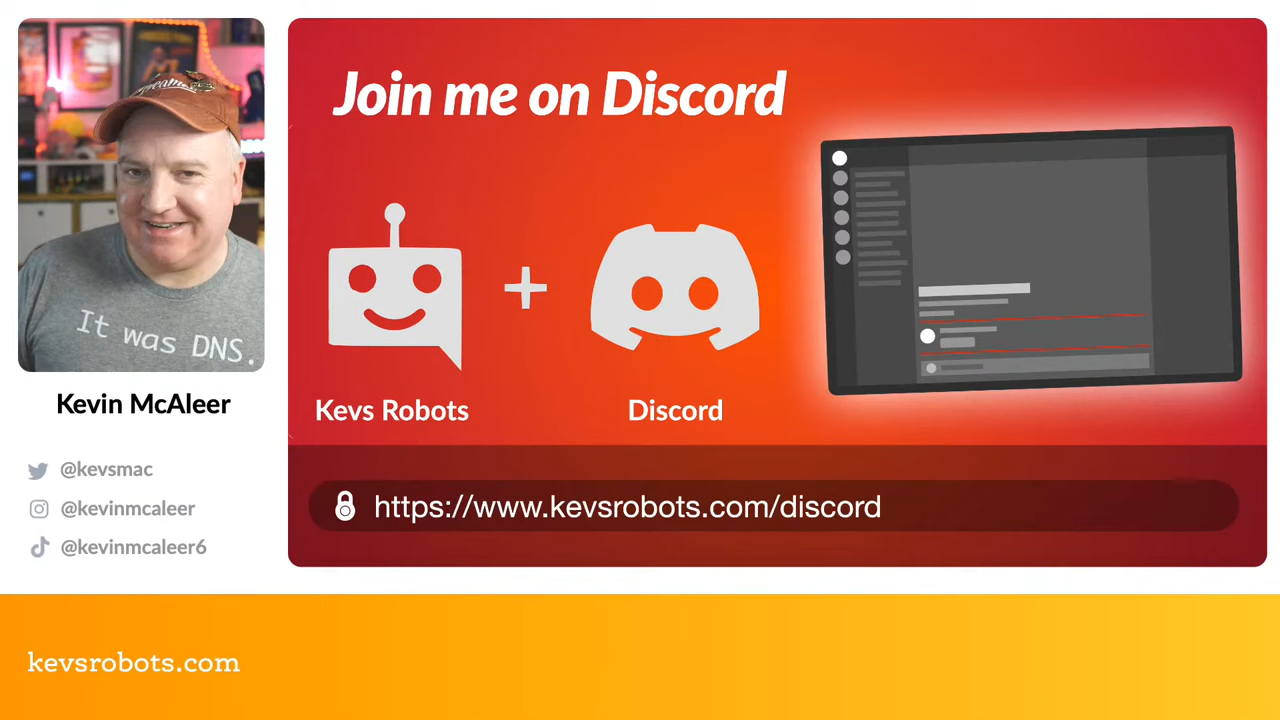 It was DNS.
Kevin McAleer
@kevsmac
@kevinmcaleer
@kevinmcaleer6
Join me on Discord
Kevs Robots
+
Discord
https://www.kevsrobots.com/discord
kevsrobots.com